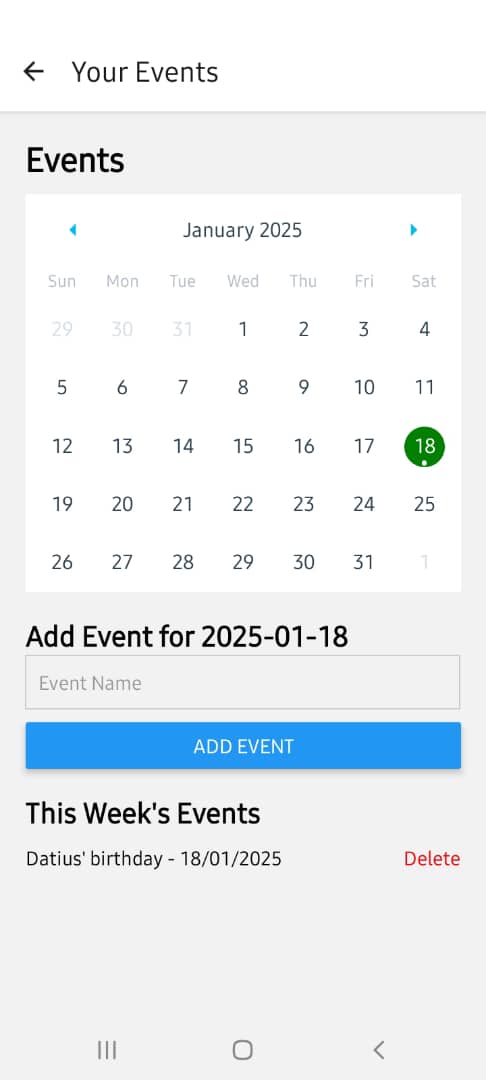 Your Events
Events
January 2025
Sun Mon Tue Wed Thu Fri Sat
29 30 31 1 2 3 4
5 6 7 8 9 10 11
12 13 14 15 16 17 18
19 20 21 22 23 24 25
26 27 28 29 30 31 1
Add Event for 2025-01-18
Event Name
ADD EVENT
This Week's Events
Datius' birthday - 18/01/2025 Delete